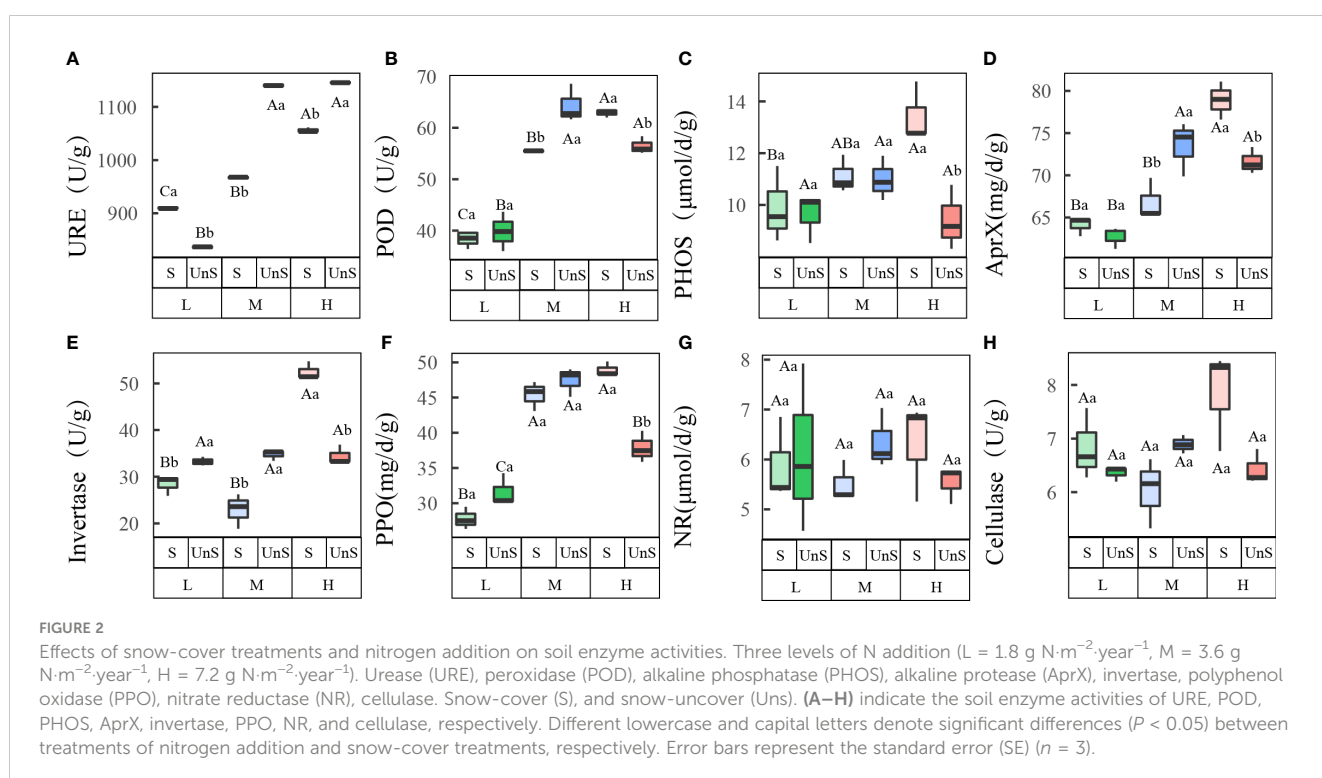 A
URE (U/g)
1100
1000
900
Ca
Bb
Bb
Aa
Ab
Aa
S UnS S UnS S UnS
L M H
B
POD (U/g)
70
60
50
40
Ca
Ba
Bb
Aa
Aa
Ab
S UnS S UnS S UnS
L M H
C
PHOS (μmol/d/g)
14
12
10
Ba
Aa
ABa
Aa
Aa
Ab
S UnS S UnS S UnS
L M H
D
AprX(mg/d/g)
80
75
70
65
Ba
Ba
Bb
Aa
Aa
Ab
S UnS S UnS S UnS
L M H
E
Invertase (U/g)
50
40
30
20
Bb
Aa
Bb
Aa
Aa
Ab
S UnS S UnS S UnS
L M H
F
PPO(mg/d/g)
50
45
40
35
30
Ba
Ca
Aa
Aa
Aa
Bb
S UnS S UnS S UnS
L M H
G
NR(μmol/d/g)
8
7
6
5
Aa
Aa
Aa
Aa
Aa
Aa
S UnS S UnS S UnS
L M H
H
Cellulase (U/g)
8
7
6
Aa
Aa
Aa
Aa
Aa
Aa
S UnS S UnS S UnS
L M H
FIGURE 2
Effects of snow-cover treatments and nitrogen addition on soil enzyme activities. Three levels of N addition (L = 1.8 g N·m−2·year−1, M = 3.6 g
N·m−2·year−1, H = 7.2 g N·m−2·year−1). Urease (URE), peroxidase (POD), alkaline phosphatase (PHOS), alkaline protease (AprX), invertase, polyphenol
oxidase (PPO), nitrate reductase (NR), cellulase. Snow-cover (S), and snow-uncover (Uns). (A–H) indicate the soil enzyme activities of URE, POD,
PHOS, AprX, invertase, PPO, NR, and cellulase, respectively. Different lowercase and capital letters denote significant differences (P < 0.05) between
treatments of nitrogen addition and snow-cover treatments, respectively. Error bars represent the standard error (SE) (n = 3).